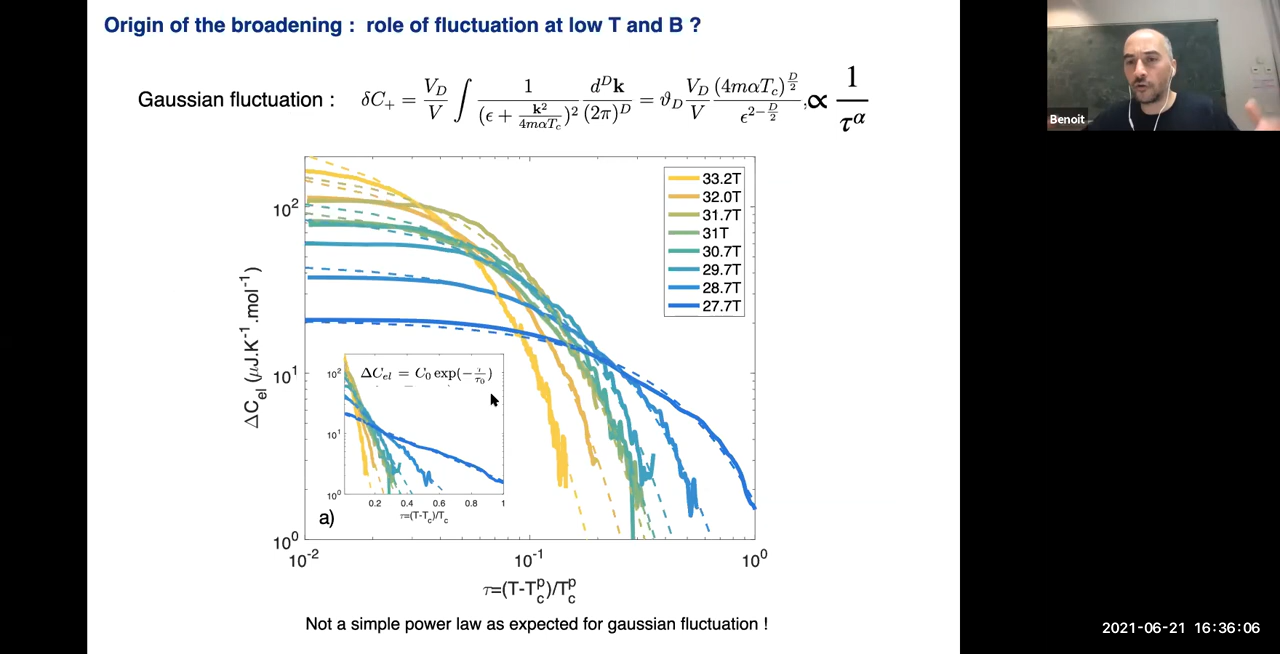 Origin of the broadening : role of fluctuation at low T and B ?
Gaussian fluctuation : δC₊ = V_D/V ∫ 1/(ϵ + k²/4mαT_c)² d^Dk/(2π)^D = ϑ_D V_D/V (4mαT_c)^{D/2}/ϵ^{2−D/2}, ∝ 1/τ^α
Benoit
33.2T
32.0T
31.7T
31T
30.7T
29.7T
28.7T
27.7T
10²
10¹
10⁰
ΔC_el (μJ.K⁻¹.mol⁻¹)
ΔC_el = C₀ exp(−τ/τ₀)
10²
10¹
10⁰
0.2 0.4 0.6 0.8 1
τ=(T-T_c)/T_c
a)
10⁻² 10⁻¹ 10⁰
τ=(T-T_c^p)/T_c^p
Not a simple power law as expected for gaussian fluctuation !
2021-06-21 16:36:06